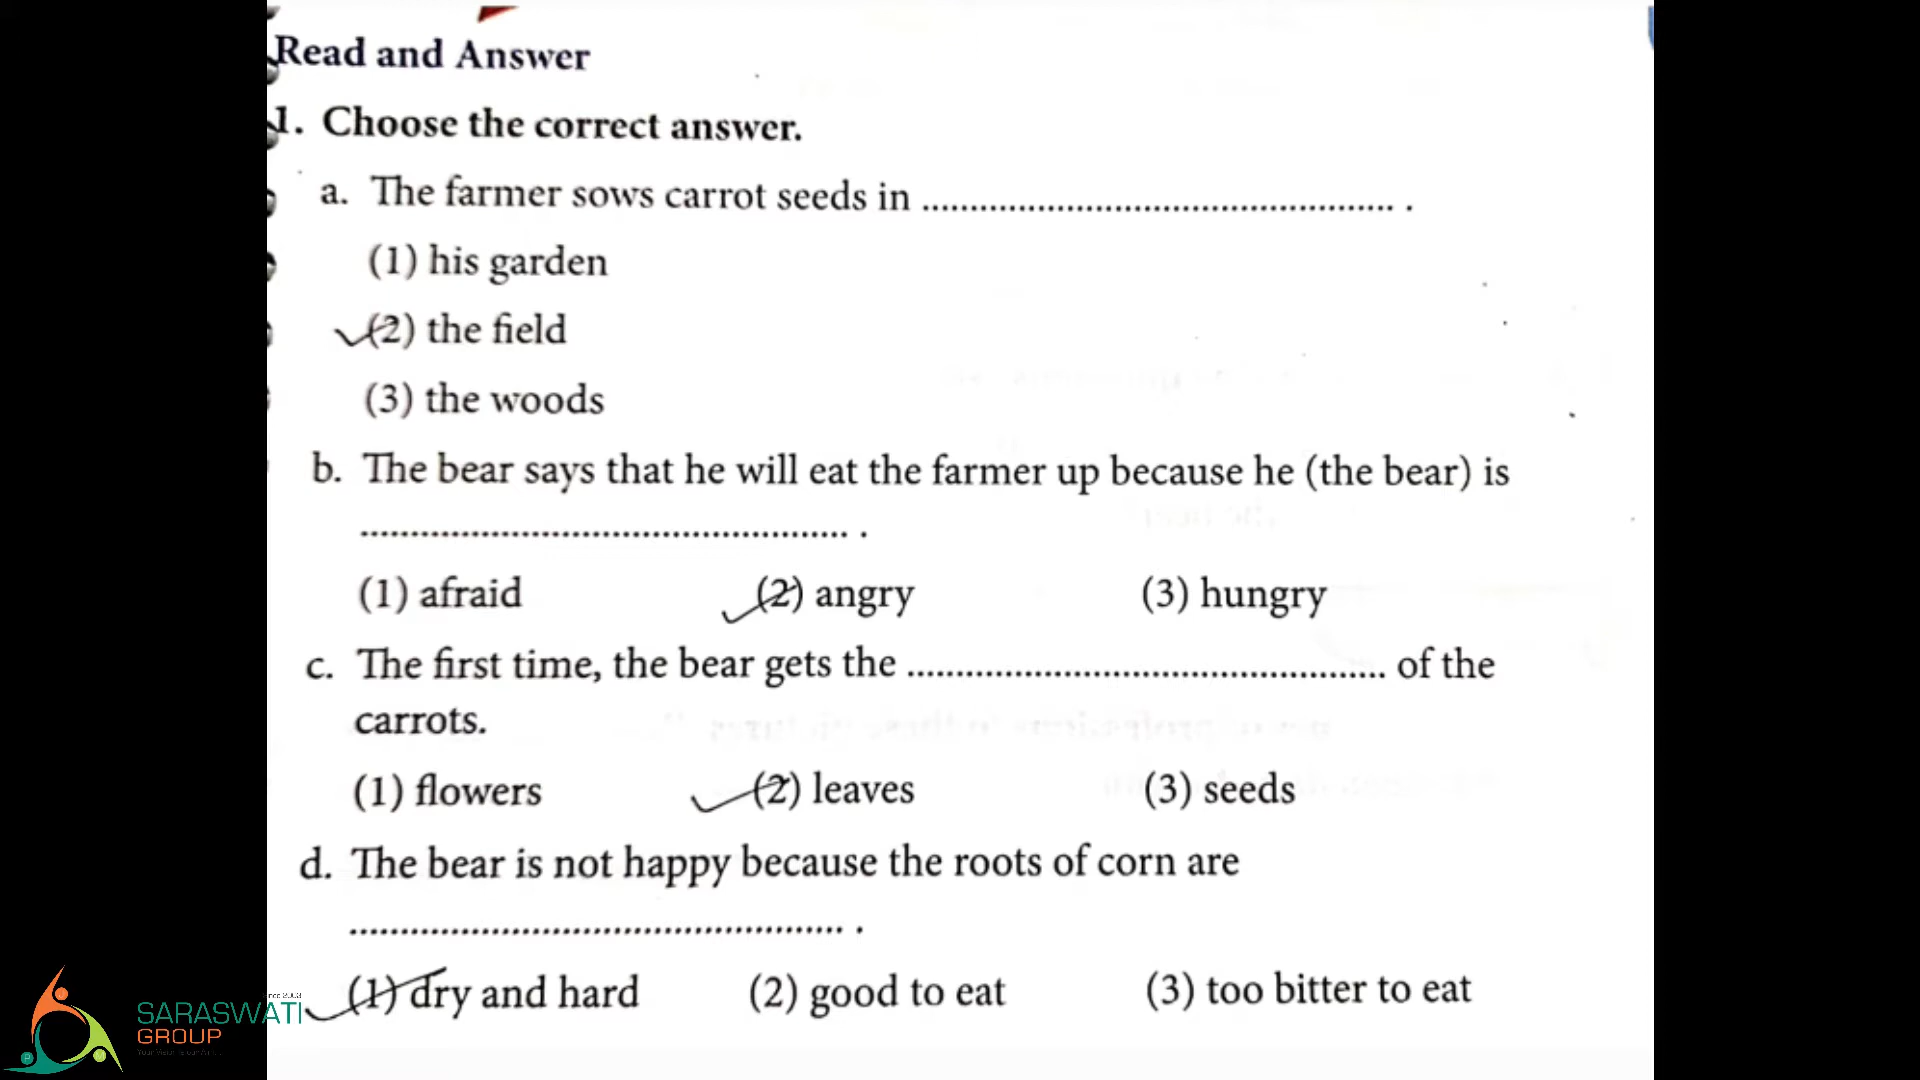 Read and Answer
1. Choose the correct answer.
a. The farmer sows carrot seeds in ................................................ .
(1) his garden
(2) the field
(3) the woods
b. The bear says that he will eat the farmer up because he (the bear) is
................................................ .
(1) afraid (2) angry (3) hungry
c. The first time, the bear gets the ................................................ of the
carrots.
(1) flowers (2) leaves (3) seeds
d. The bear is not happy because the roots of corn are
................................................ .
(1) dry and hard (2) good to eat (3) too bitter to eat
since 2003
SARASWATI
GROUP